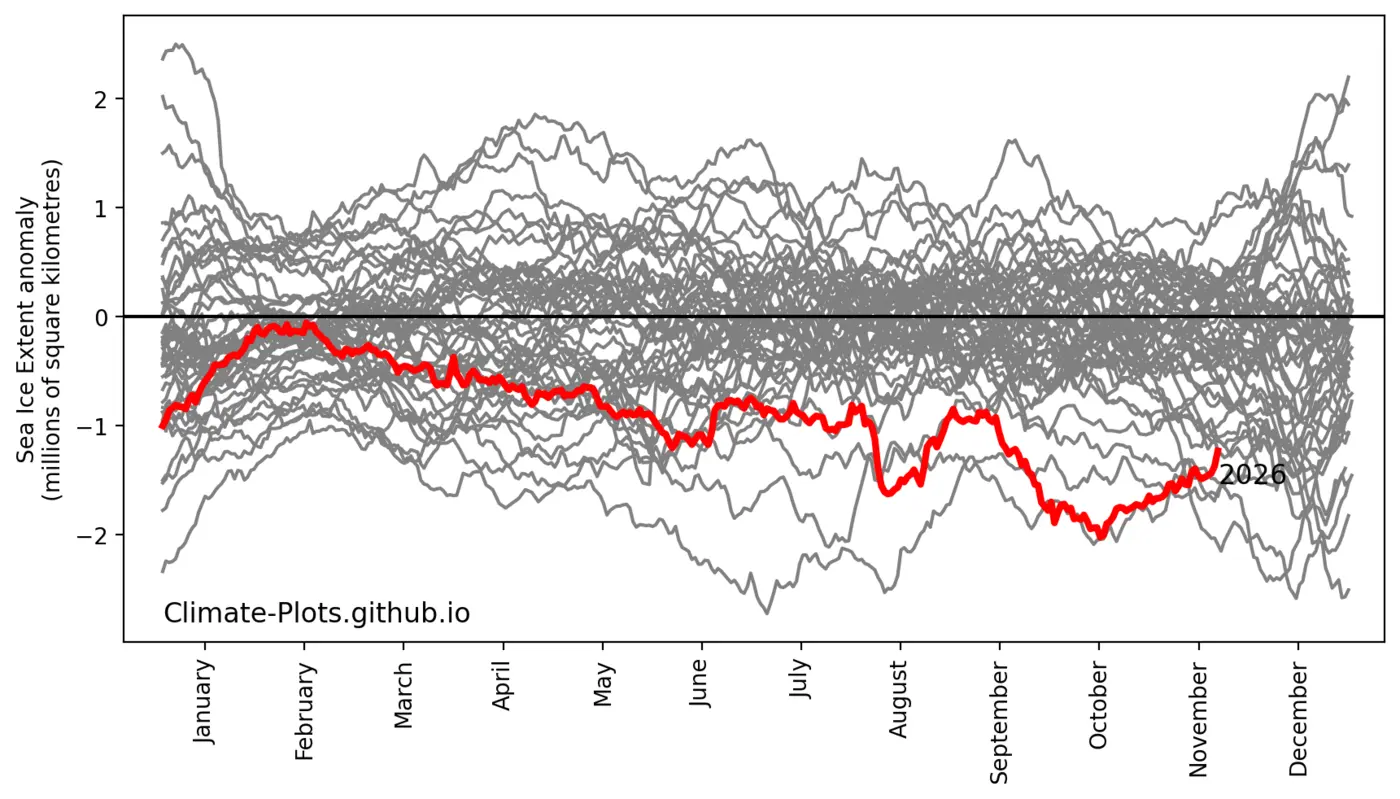 Sea Ice Extent anomaly
(millions of square kilometres)
2
1
0
−1
−2
2026
Climate-Plots.github.io
January
February
March
April
May
June
July
August
September
October
November
December